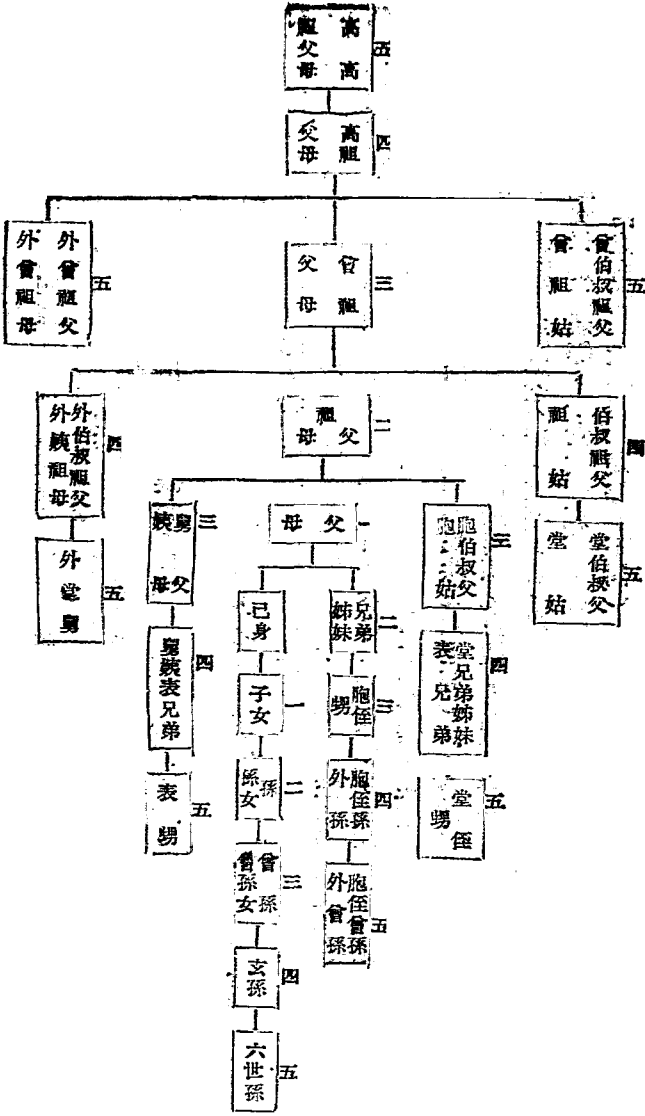 高高
祖父母
五
高祖
父母
四
曾伯叔祖父
曾祖姑
五
曾祖
父母
三
外曾祖父
外曾祖母
五
伯叔祖父
祖姑
四
祖
父
母
二
外伯叔祖父
外姨祖母
四
堂伯叔父
堂姑
五
胞伯叔父
胞姑
三
父
母
一
舅父
姨母
三
外堂舅
五
堂兄弟姊妹
表兄弟
四
兄弟
姊妹
二
己身
舅姨表兄弟
四
堂侄
甥
五
胞侄
甥
三
子女
一
表甥
五
胞侄孫
外孫
四
孫
孫女
二
胞侄曾孫
外曾孫
五
曾孫
曾孫女
三
玄孫
四
六世孫
五